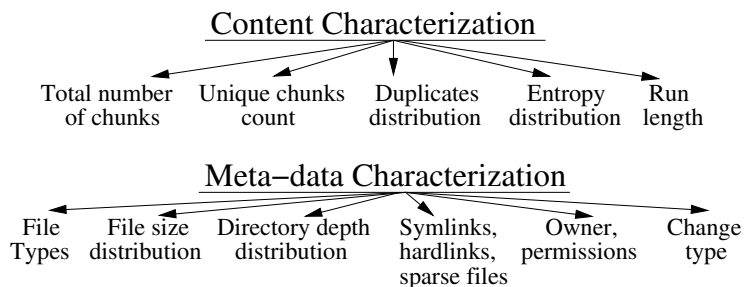 Content Characterization
Total number of chunks
Unique chunks count
Duplicates distribution
Entropy distribution
Run length
Meta−data Characterization
File Types
File size distribution
Directory depth distribution
Symlinks, hardlinks, sparse files
Owner, permissions
Change type